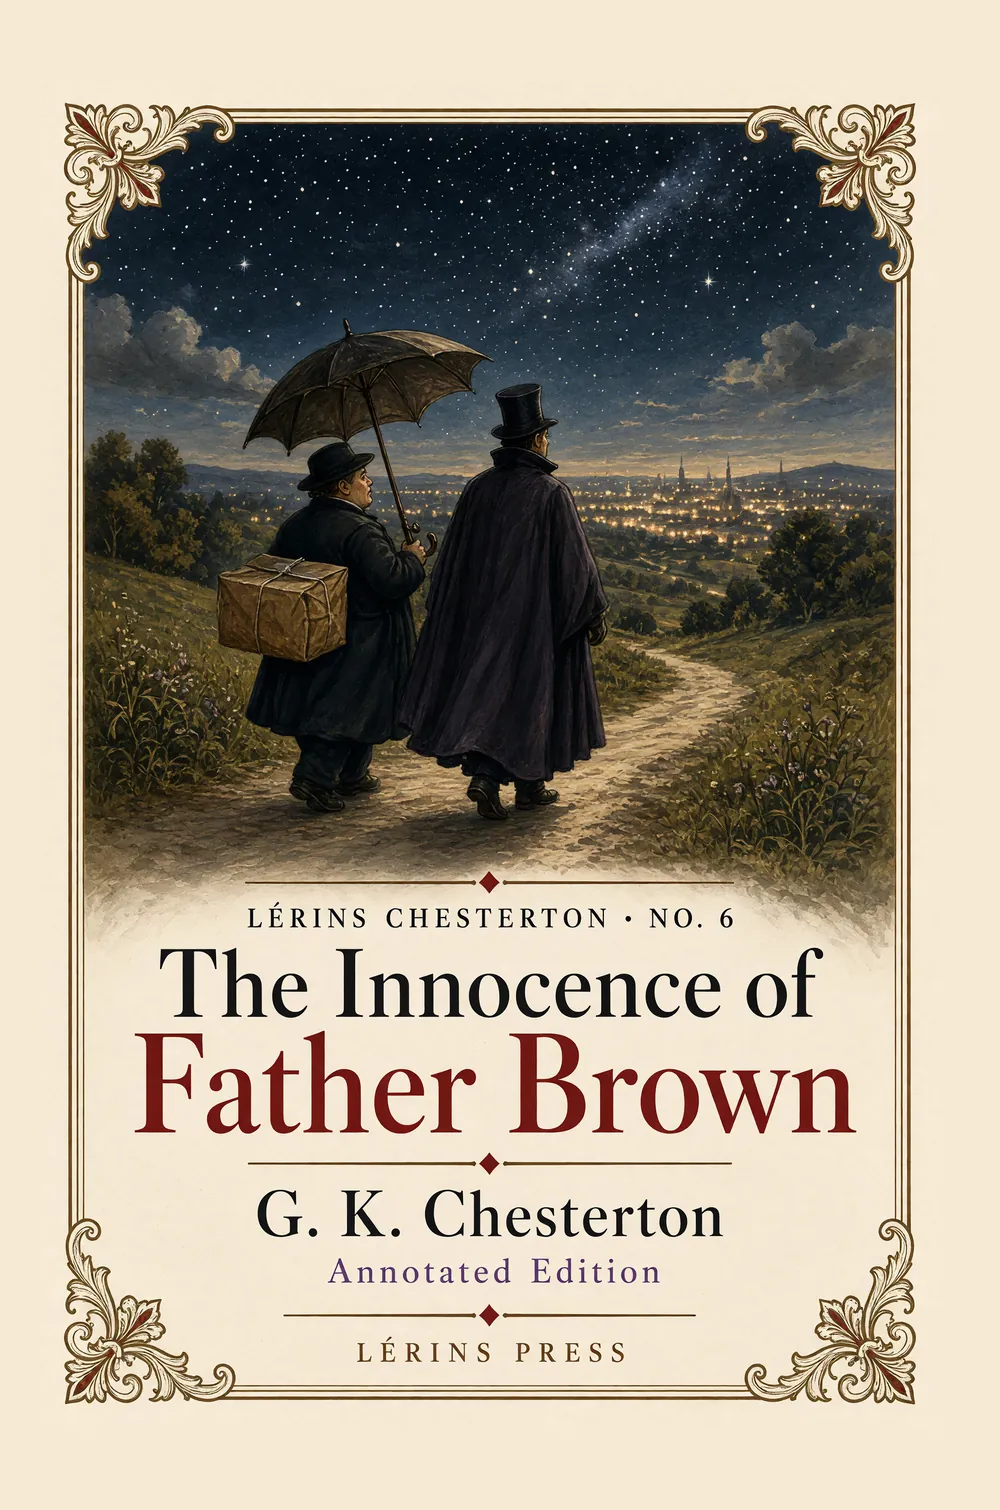 LÉRINS CHESTERTON · NO. 6
The Innocence of
Father Brown
G. K. Chesterton
Annotated Edition
LÉRINS PRESS